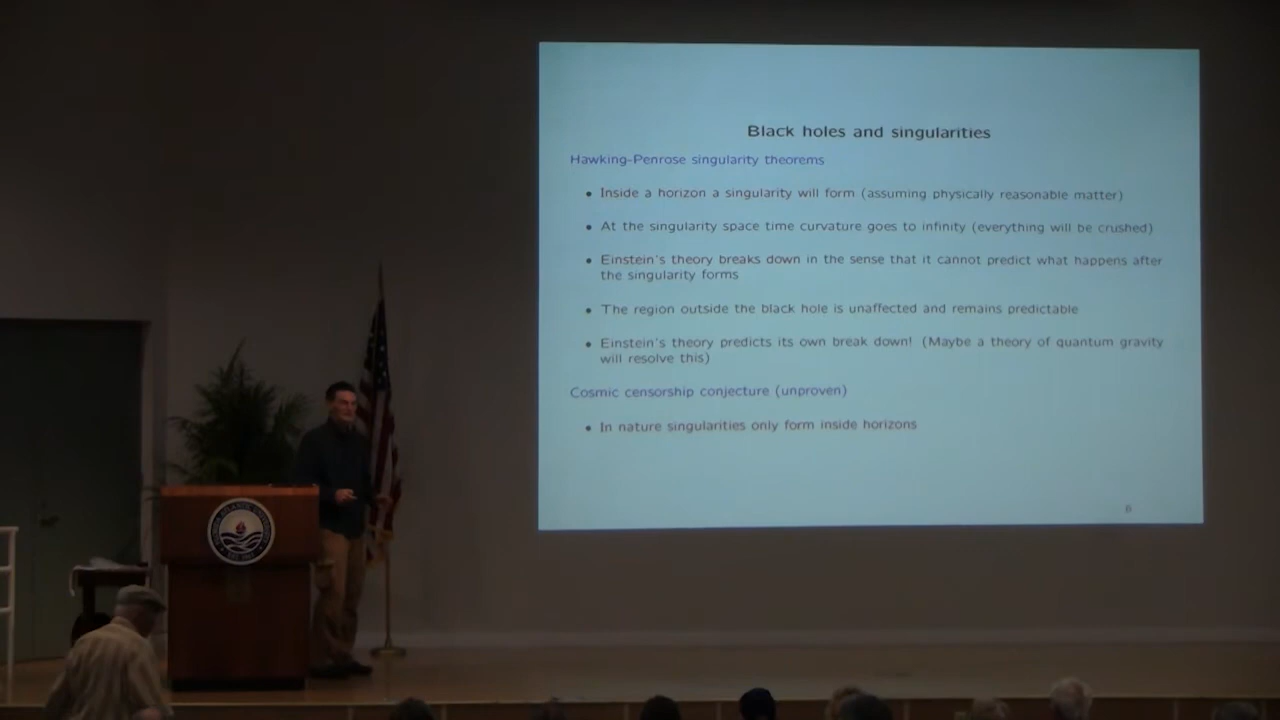 Black holes and singularities
Hawking-Penrose singularity theorems
• Inside a horizon a singularity will form (assuming physically reasonable matter)
• At the singularity space time curvature goes to infinity (everything will be crushed)
• Einstein's theory breaks down in the sense that it cannot predict what happens after
the singularity forms
• The region outside the black hole is unaffected and remains predictable
• Einstein's theory predicts its own break down! (Maybe a theory of quantum gravity
will resolve this)
Cosmic censorship conjecture (unproven)
• In nature singularities only form inside horizons
6
ATLANTIC UNIVERSITY